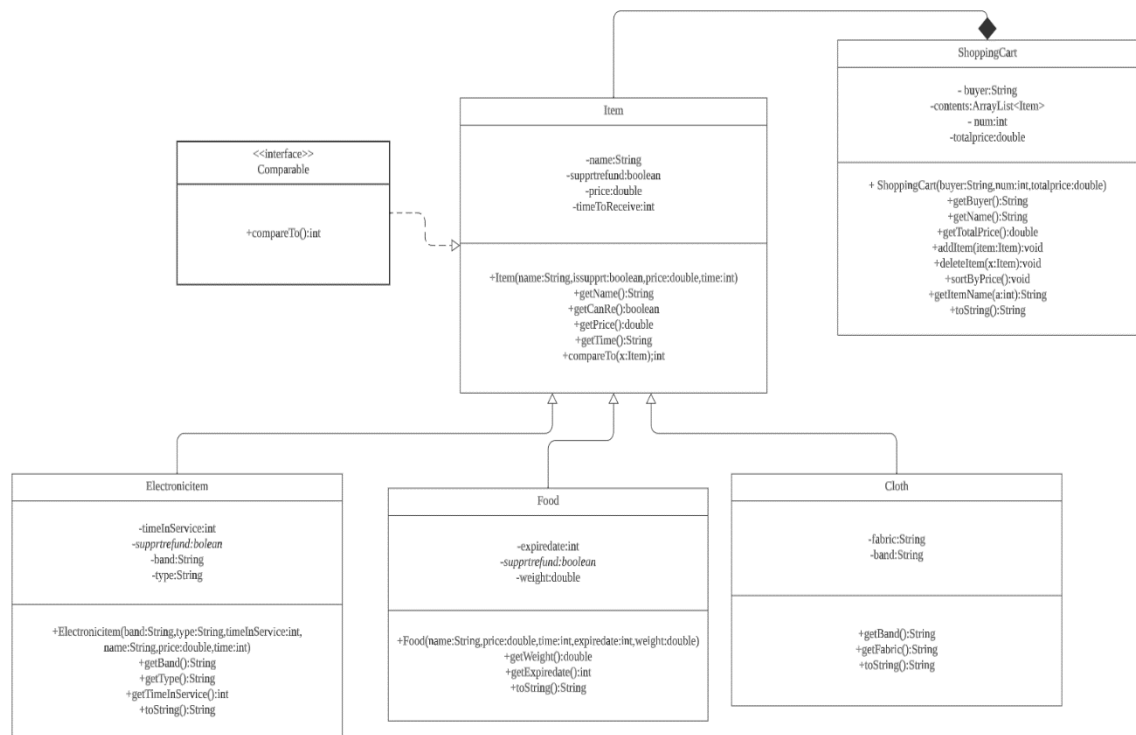 ShoppingCart
- buyer:String
-contents:ArrayList<Item>
- num:int
-totalprice:double
+ ShoppingCart(buyer:String,num:int,totalprice:double)
+getBuyer():String
+getName():String
+getTotalPrice():double
+addItem(item:Item):void
+deleteItem(x:Item):void
+sortByPrice():void
+getItemName(a:int):String
+toString():String
Item
-name:String
-supprtrefund:boolean
-price:double
-timeToReceive:int
+Item(name:String,issupprt:boolean,price:double,time:int)
+getName():String
+getCanRe():boolean
+getPrice():double
+getTime():String
+compareTo(x:Item);int
<<interface>>
Comparable
+compareTo():int
Electronicitem
-timeInService:int
-supprtrefund:bolean
-band:String
-type:String
+Electronicitem(band:String,type:String,timeInService:int,
name:String,price:double,time:int)
+getBand():String
+getType():String
+getTimeInService():int
+toString():String
Food
-expiredate:int
-supprtrefund:boolean
-weight:double
+Food(name:String,price:double,time:int,expiredate:int,weight:double)
+getWeight():double
+getExpiredate():int
+toString():String
Cloth
-fabric:String
-band:String
+getBand():String
+getFabric():String
+toString():String